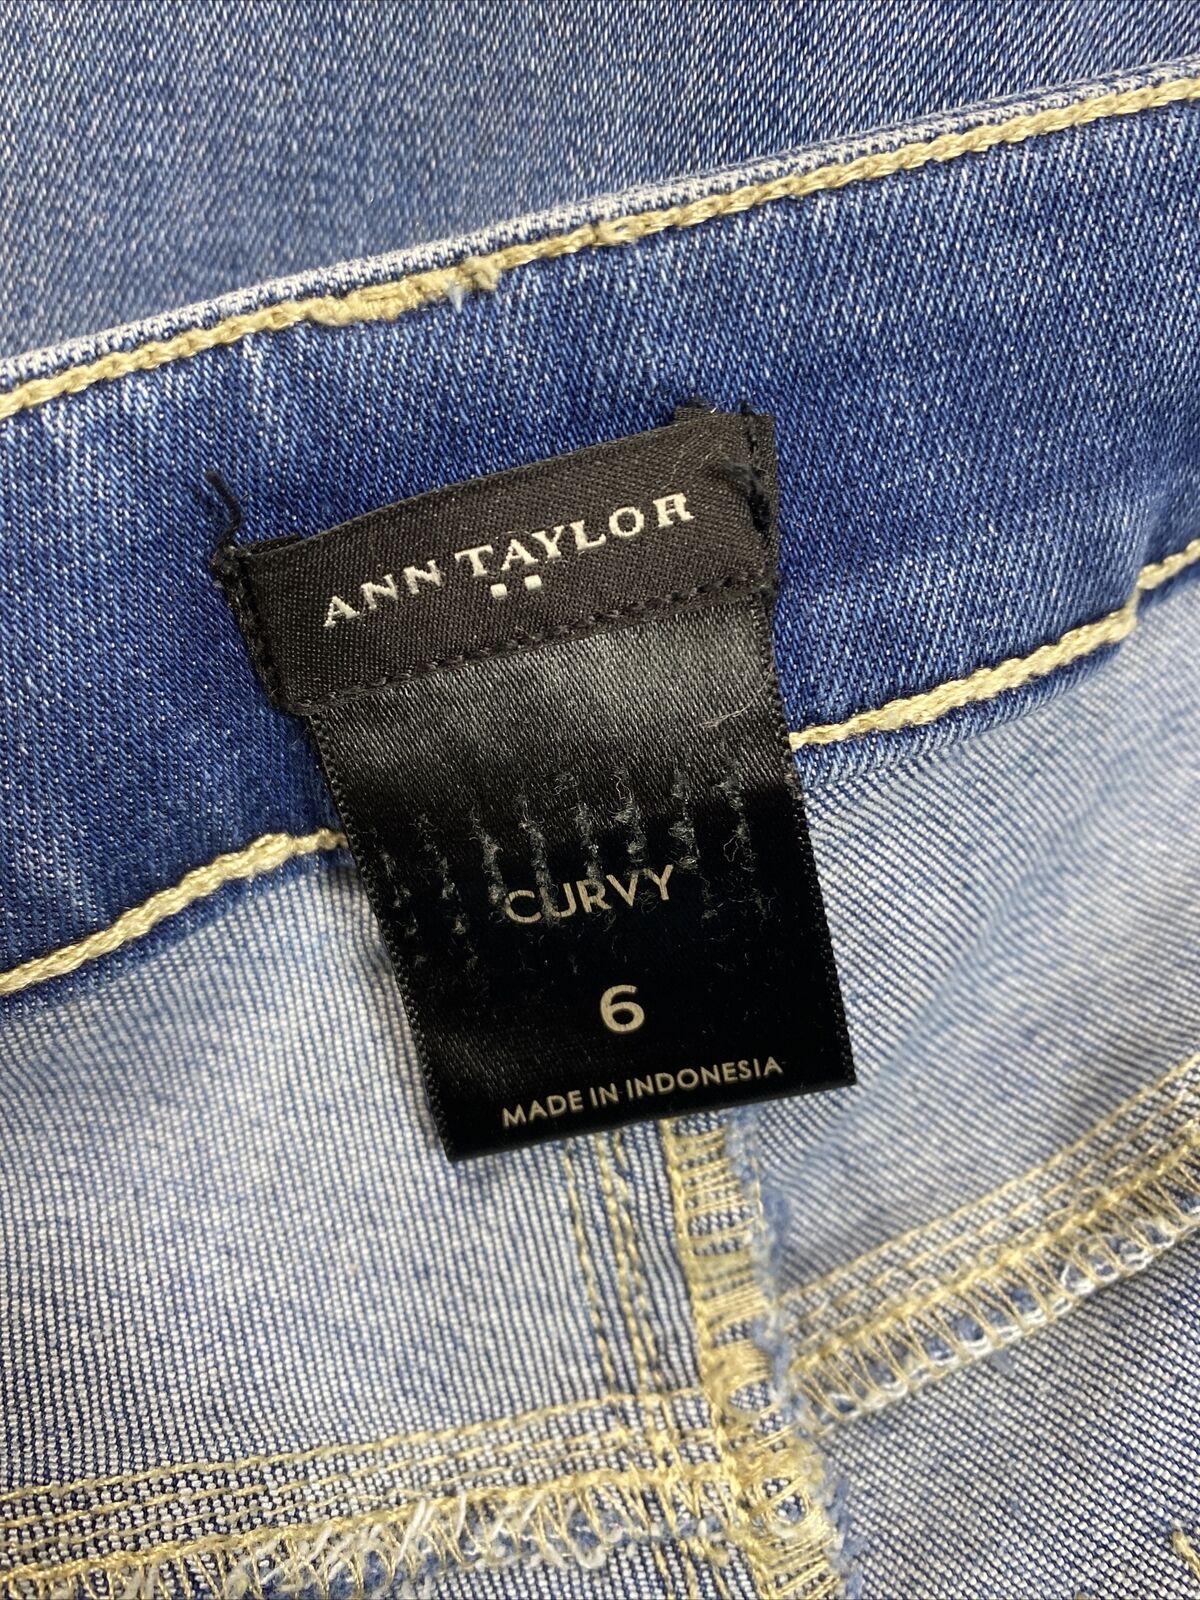 ANN TAYLOR
CURVY
6
MADE IN INDONESIA